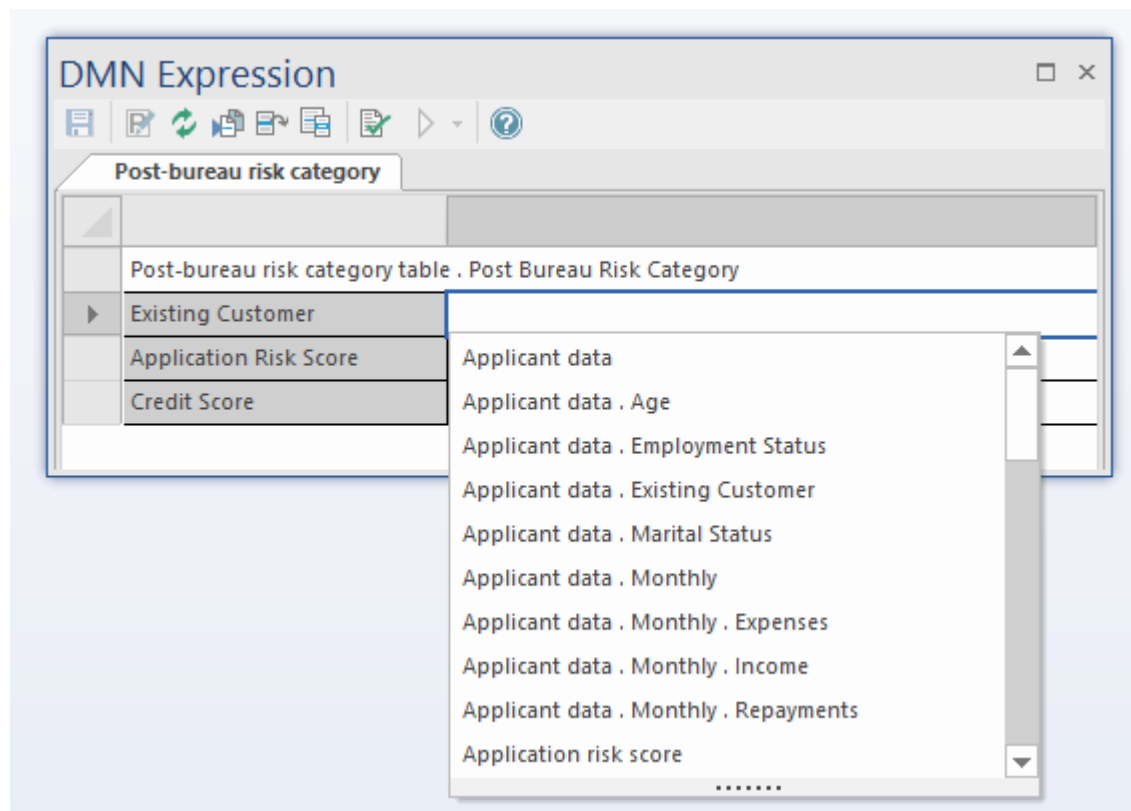 DMN Expression
Post-bureau risk category
Post-bureau risk category table . Post Bureau Risk Category
Existing Customer
Application Risk Score
Credit Score
Applicant data
Applicant data . Age
Applicant data . Employment Status
Applicant data . Existing Customer
Applicant data . Marital Status
Applicant data . Monthly
Applicant data . Monthly . Expenses
Applicant data . Monthly . Income
Applicant data . Monthly . Repayments
Application risk score